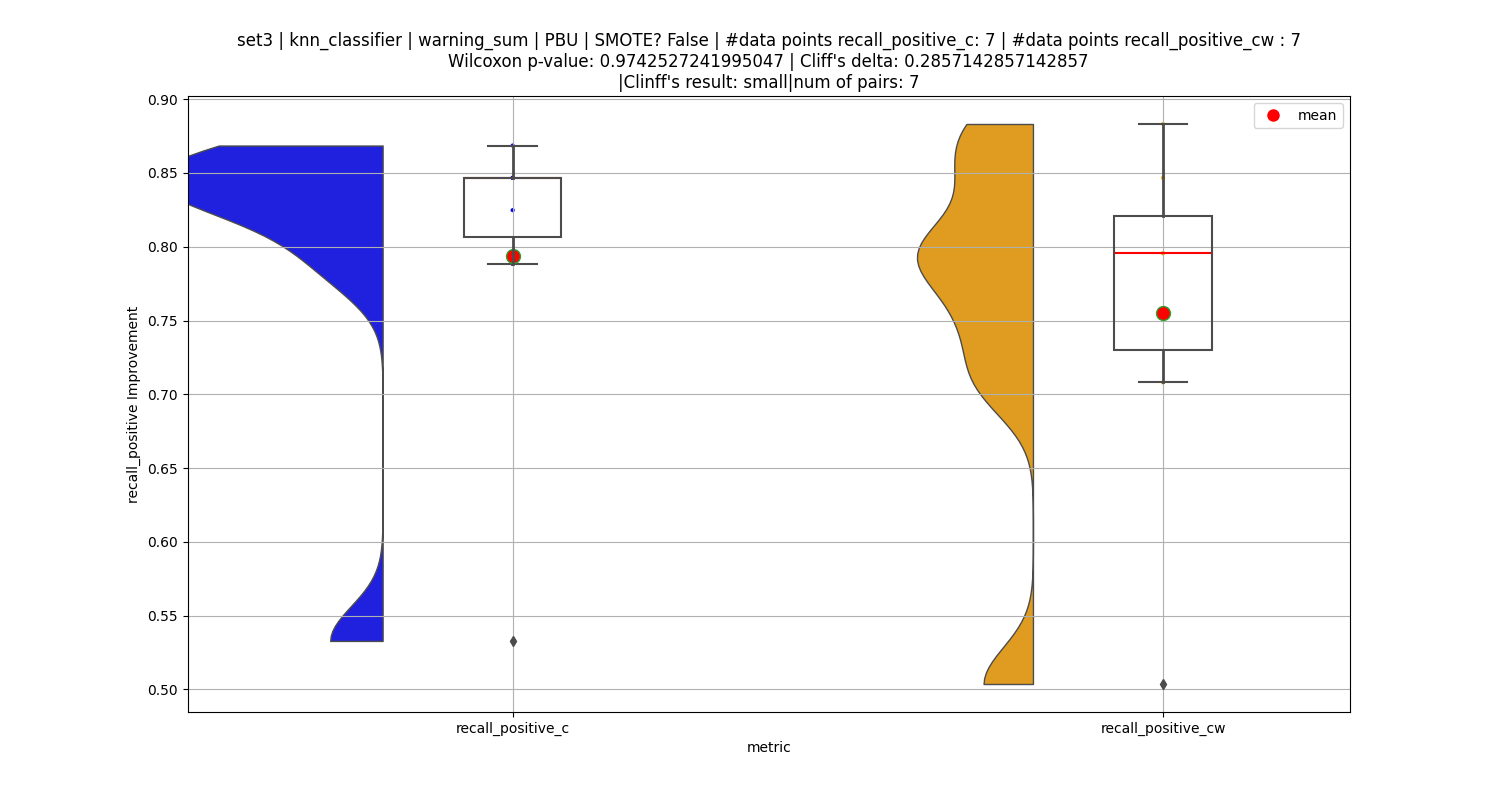 set3 | knn_classifier | warning_sum | PBU | SMOTE? False | #data points recall_positive_c: 7 | #data points recall_positive_cw : 7
Wilcoxon p-value: 0.9742527241995047 | Cliff's delta: 0.2857142857142857
|Clinff's result: small|num of pairs: 7
mean
0.90
0.85
0.80
0.75
0.70
0.65
0.60
0.55
0.50
recall_positive Improvement
recall_positive_c
recall_positive_cw
metric